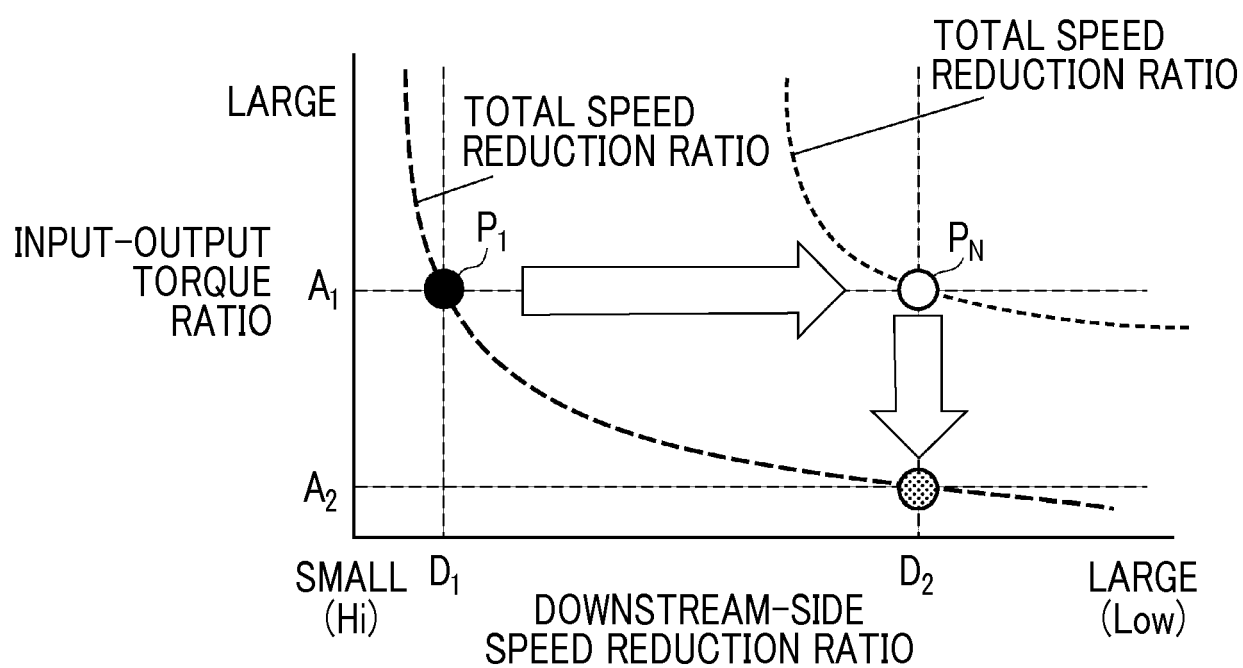 TOTAL SPEED
REDUCTION RATIO
LARGE
TOTAL SPEED
REDUCTION RATIO
INPUT-OUTPUT
TORQUE
RATIO
P1
PN
A1
A2
SMALL
(Hi)
D1
D2
LARGE
(Low)
DOWNSTREAM-SIDE
SPEED REDUCTION RATIO